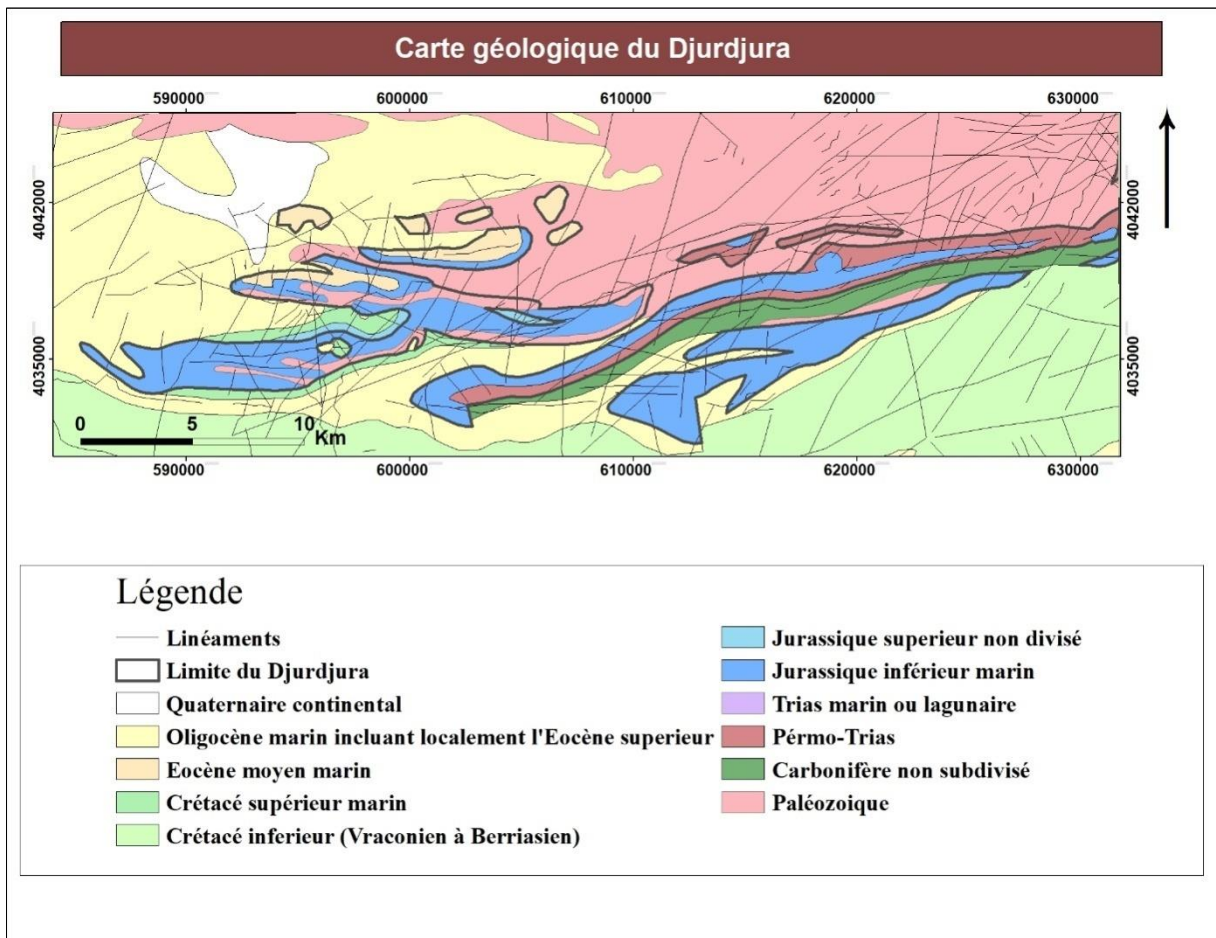 Carte géologique du Djurdjura
590000 600000 610000 620000 630000
4042000 4042000
4035000 4035000
0 5 10
Km
590000 600000 610000 620000 630000
Légende
Linéaments
Limite du Djurdjura
Quaternaire continental
Oligocène marin incluant localement l'Eocène superieur
Eocène moyen marin
Crétacé supérieur marin
Crétacé inferieur (Vraconien à Berriasien)
Jurassique superieur non divisé
Jurassique inférieur marin
Trias marin ou lagunaire
Pérmo-Trias
Carbonifère non subdivisé
Paléozoique